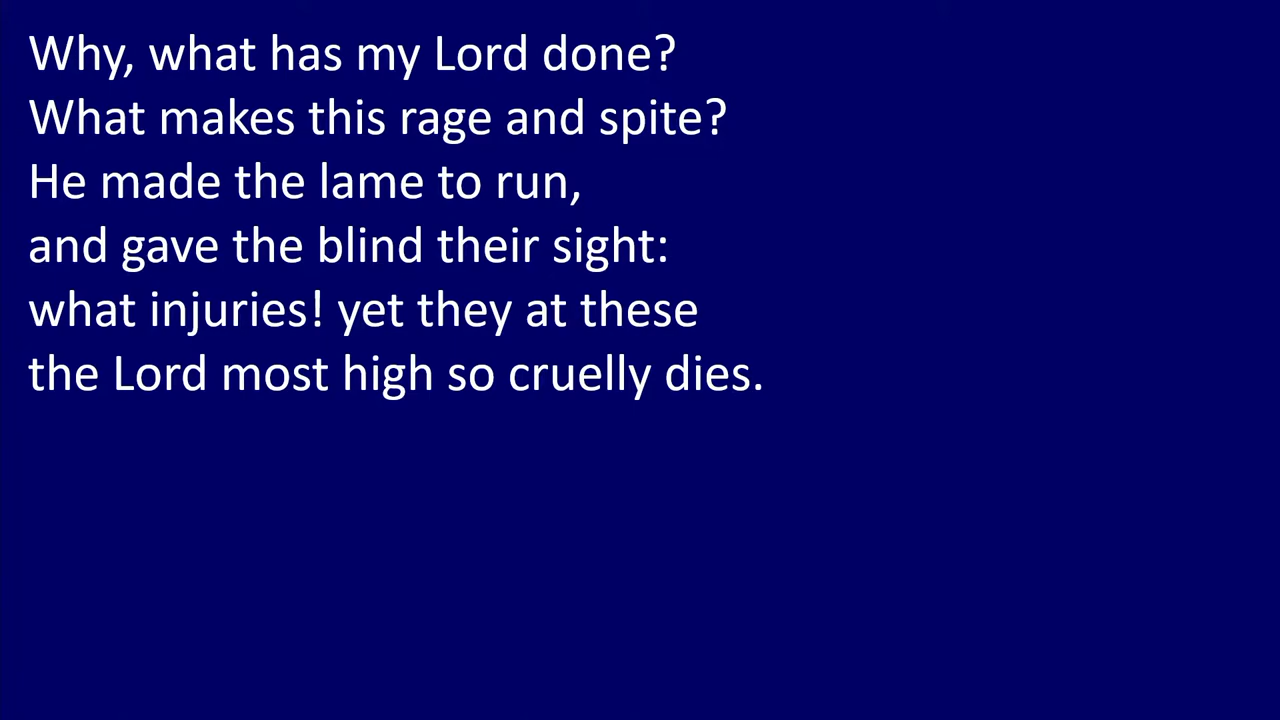 Why, what has my Lord done?
What makes this rage and spite?
He made the lame to run,
and gave the blind their sight:
what injuries! yet they at these
the Lord most high so cruelly dies.